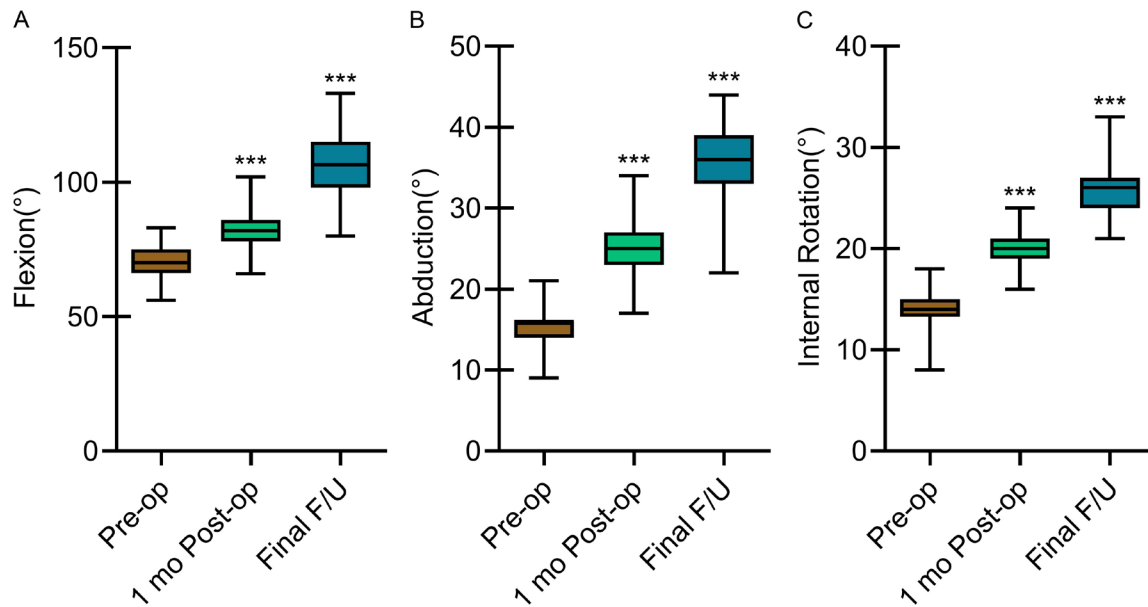 A
Flexion(°)
150
100
50
0
***
***
Pre-op
1 mo Post-op
Final F/U
B
Abduction(°)
50
40
30
20
10
0
***
***
Pre-op
1 mo Post-op
Final F/U
C
Internal Rotation(°)
40
30
20
10
0
***
***
Pre-op
1 mo Post-op
Final F/U